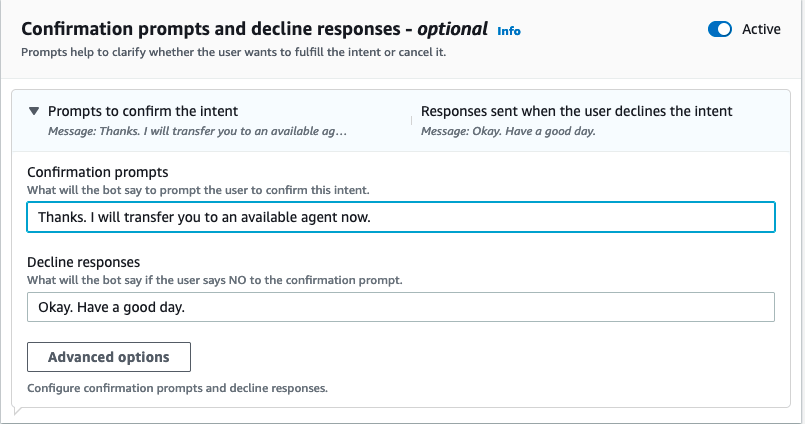 Confirmation prompts and decline responses - optional Info
Active
Prompts help to clarify whether the user wants to fulfill the intent or cancel it.
Prompts to confirm the intent
Message: Thanks. I will transfer you to an available ag...
Responses sent when the user declines the intent
Message: Okay. Have a good day.
Confirmation prompts
What will the bot say to prompt the user to confirm this intent.
Thanks. I will transfer you to an available agent now.
Decline responses
What will the bot say if the user says NO to the confirmation prompt.
Okay. Have a good day.
Advanced options
Configure confirmation prompts and decline responses.